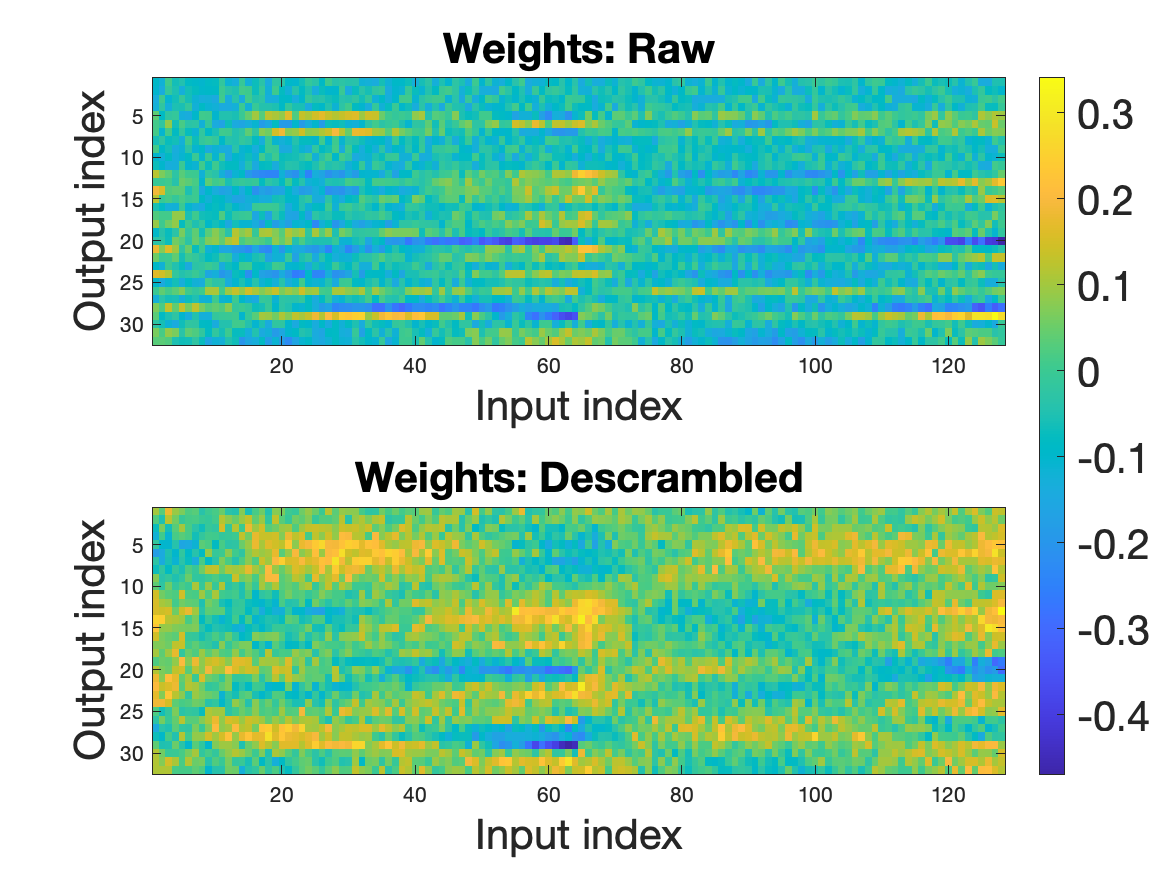 Weights: Raw
Output index
5
10
15
20
25
30
20 40 60 80 100 120
Input index
Weights: Descrambled
Output index
5
10
15
20
25
30
20 40 60 80 100 120
Input index
0.3
0.2
0.1
0
-0.1
-0.2
-0.3
-0.4